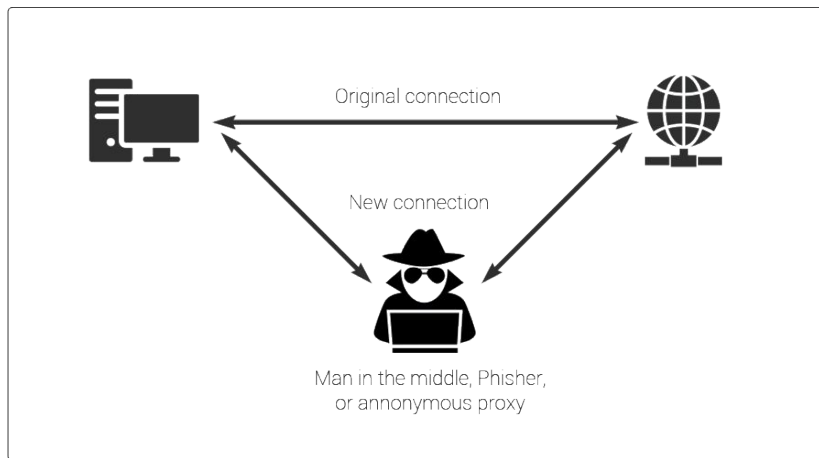 Original connection
New connection
Man in the middle, Phisher,
or annonymous proxy